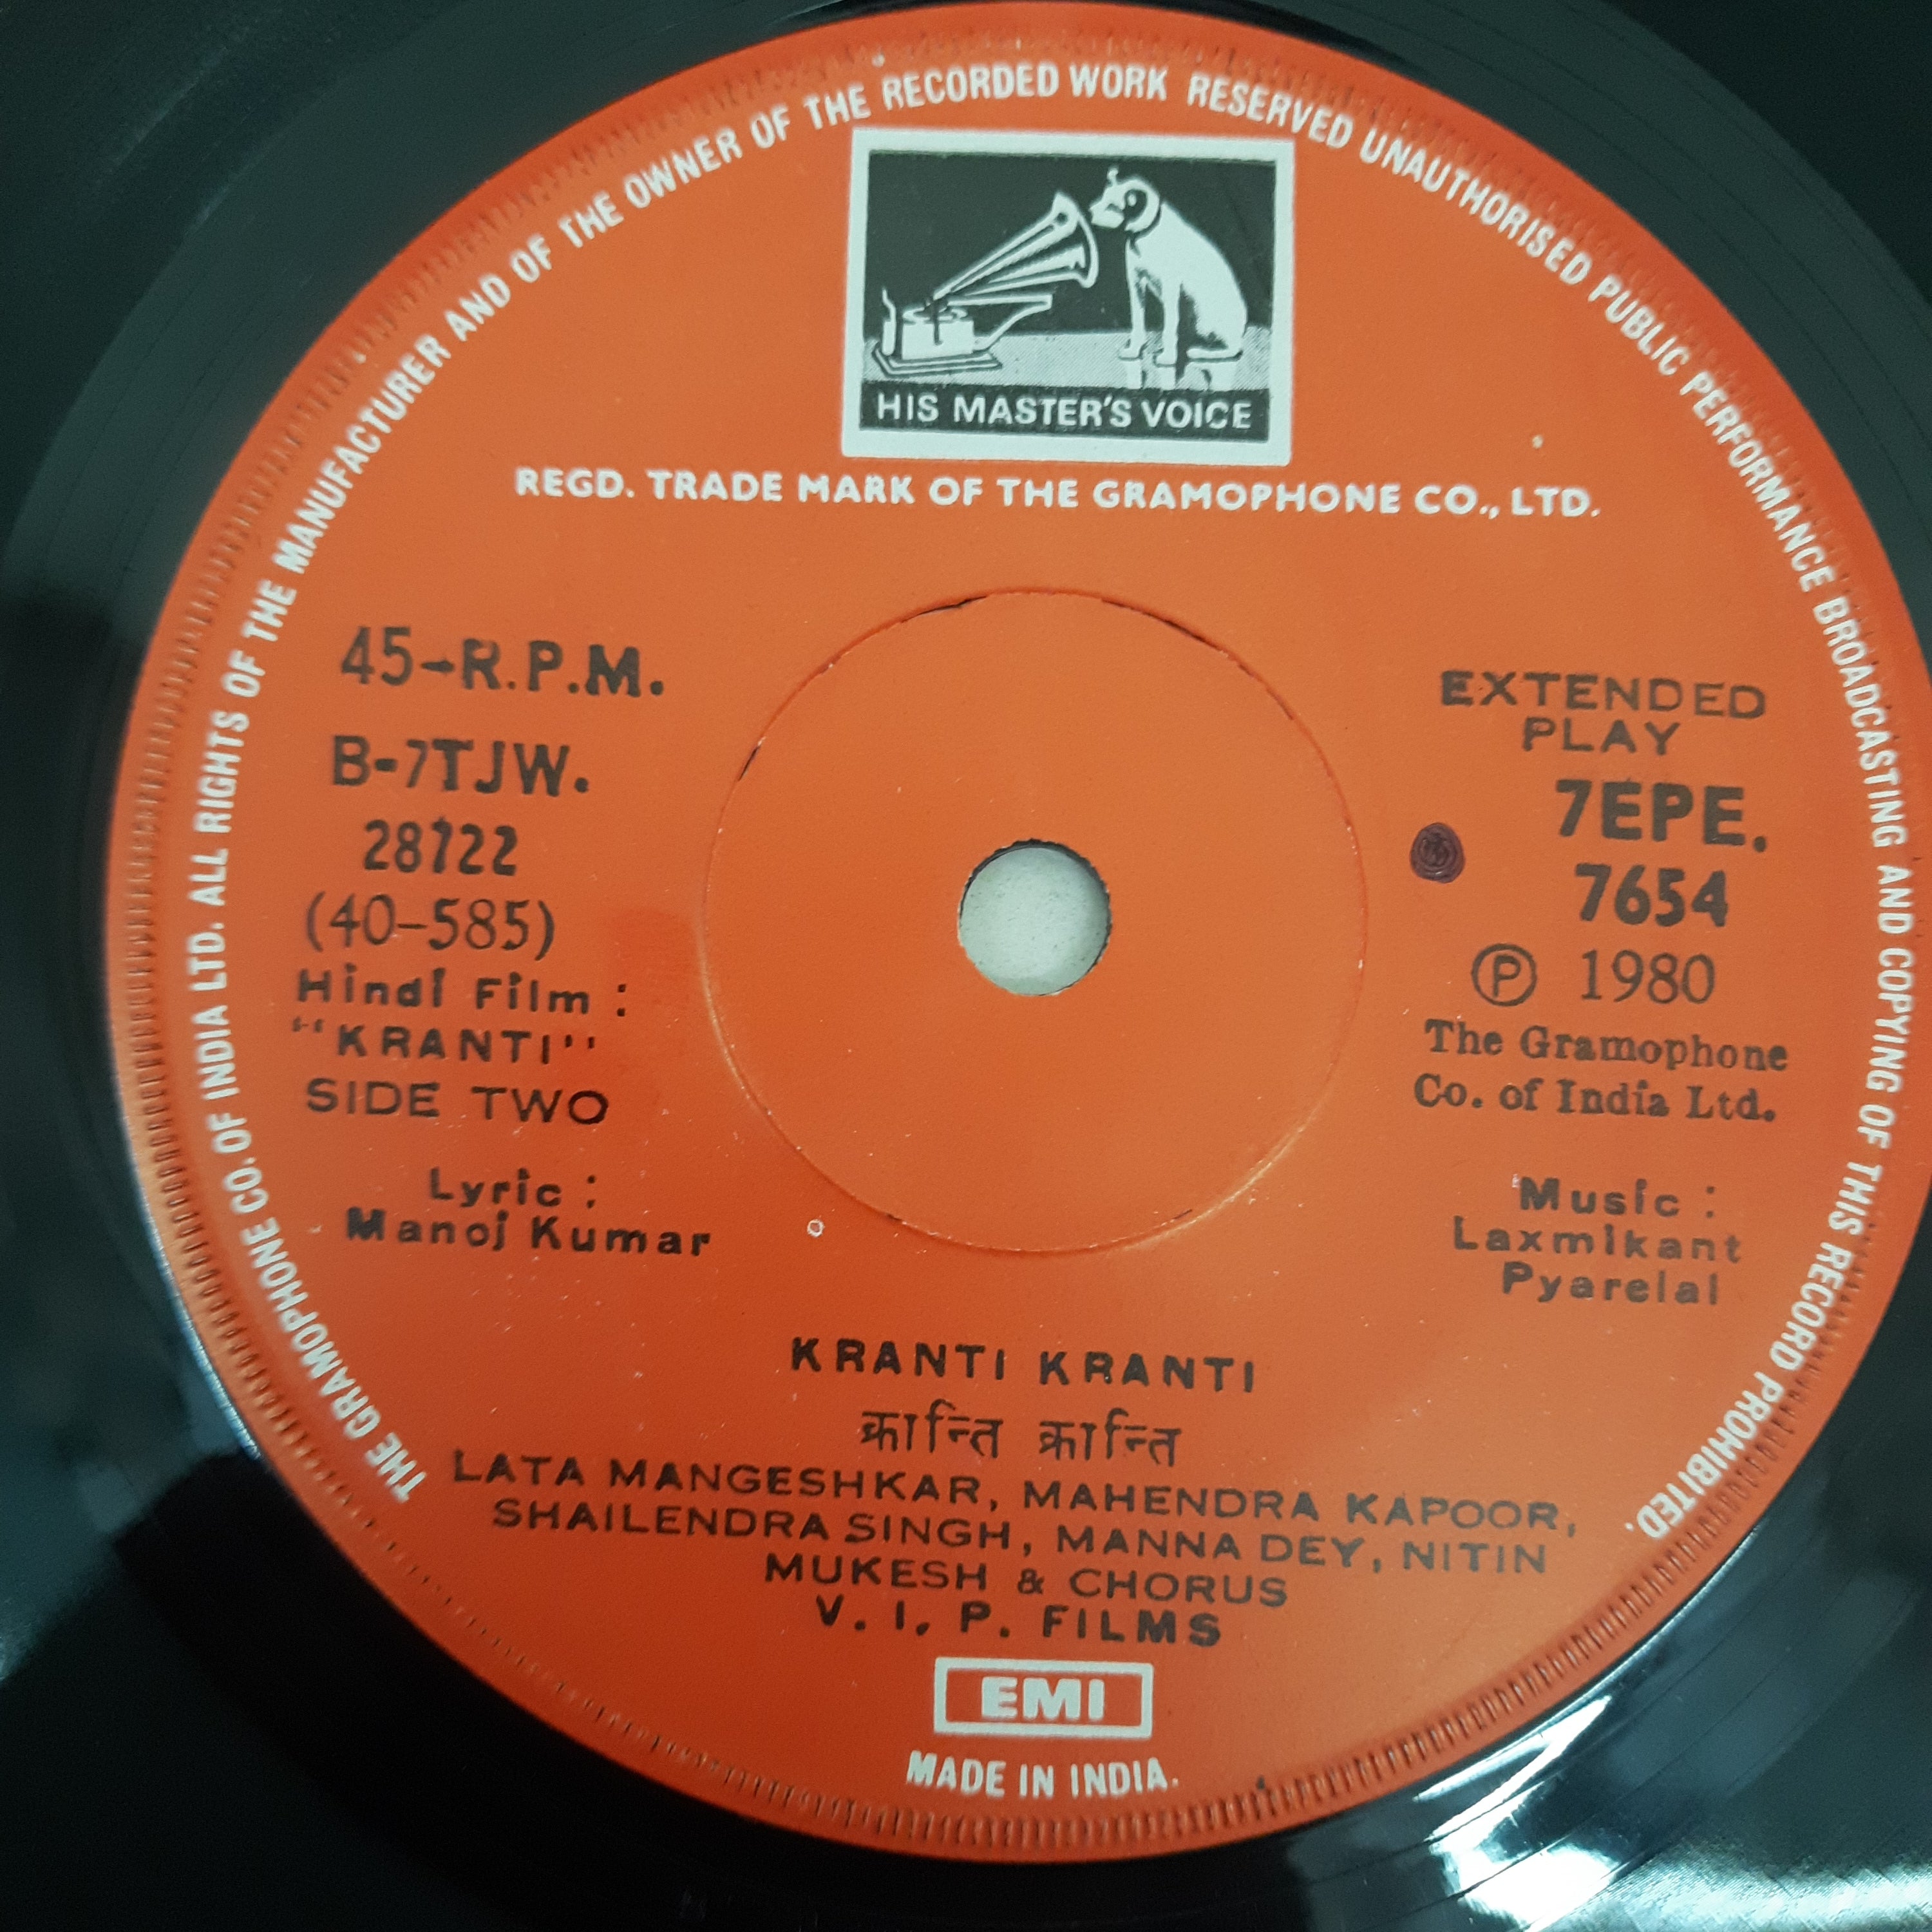 THE GRAMOPHONE CO. OF INDIA LTD. ALL RIGHTS OF THE MANUFACTURER AND OF THE OWNER OF THE RECORDED WORK RESERVED UNAUTHORISED PUBLIC PERFORMANCE BROADCASTING AND COPYING OF THIS RECORD PROHIBITED.
HIS MASTER'S VOICE
REGD. TRADE MARK OF THE GRAMOPHONE CO., LTD.
45-R.P.M.
B-7TJW.
28722
(40-585)
Hindi Film :
"KRANTI"
SIDE TWO
Lyric :
Manoj Kumar
EXTENDED
PLAY
7EPE.
7654
Ⓟ 1980
The Gramophone
Co. of India Ltd.
Music :
Laxmikant
Pyarelal
KRANTI KRANTI
क्रान्ति क्रान्ति
LATA MANGESHKAR, MAHENDRA KAPOOR,
SHAILENDRA SINGH, MANNA DEY, NITIN
MUKESH & CHORUS
V. I. P. FILMS
EMI
MADE IN INDIA.